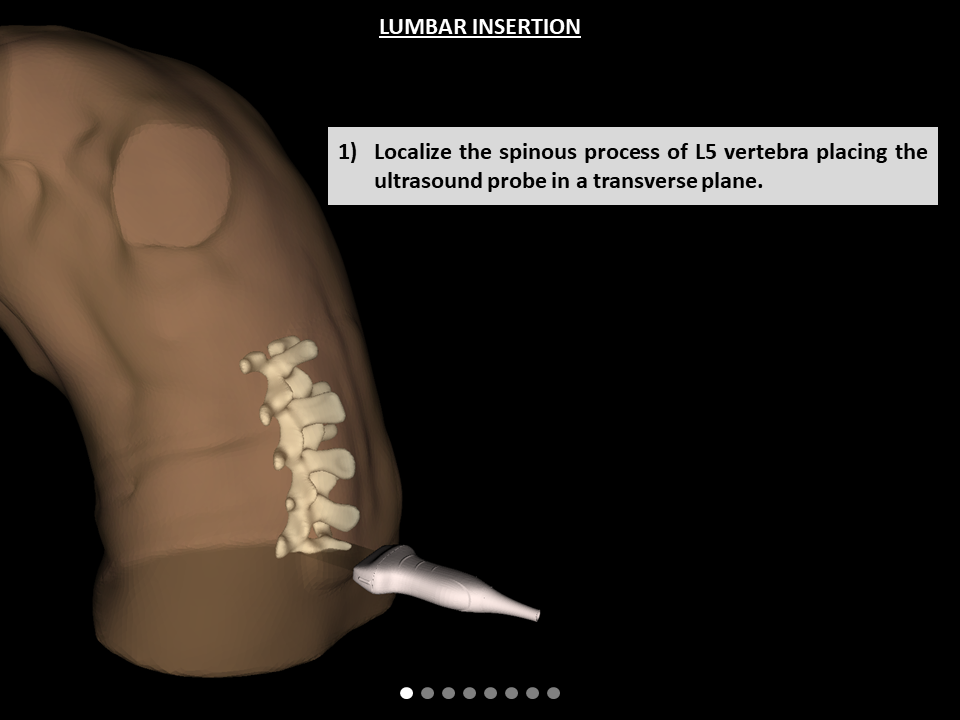 LUMBAR INSERTION
1) Localize the spinous process of L5 vertebra placing the
ultrasound probe in a transverse plane.